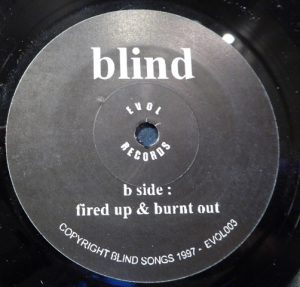 blind
EVOL
RECORDS
b side :
fired up & burnt out
COPYRIGHT BLIND SONGS 1997 - EVOL003